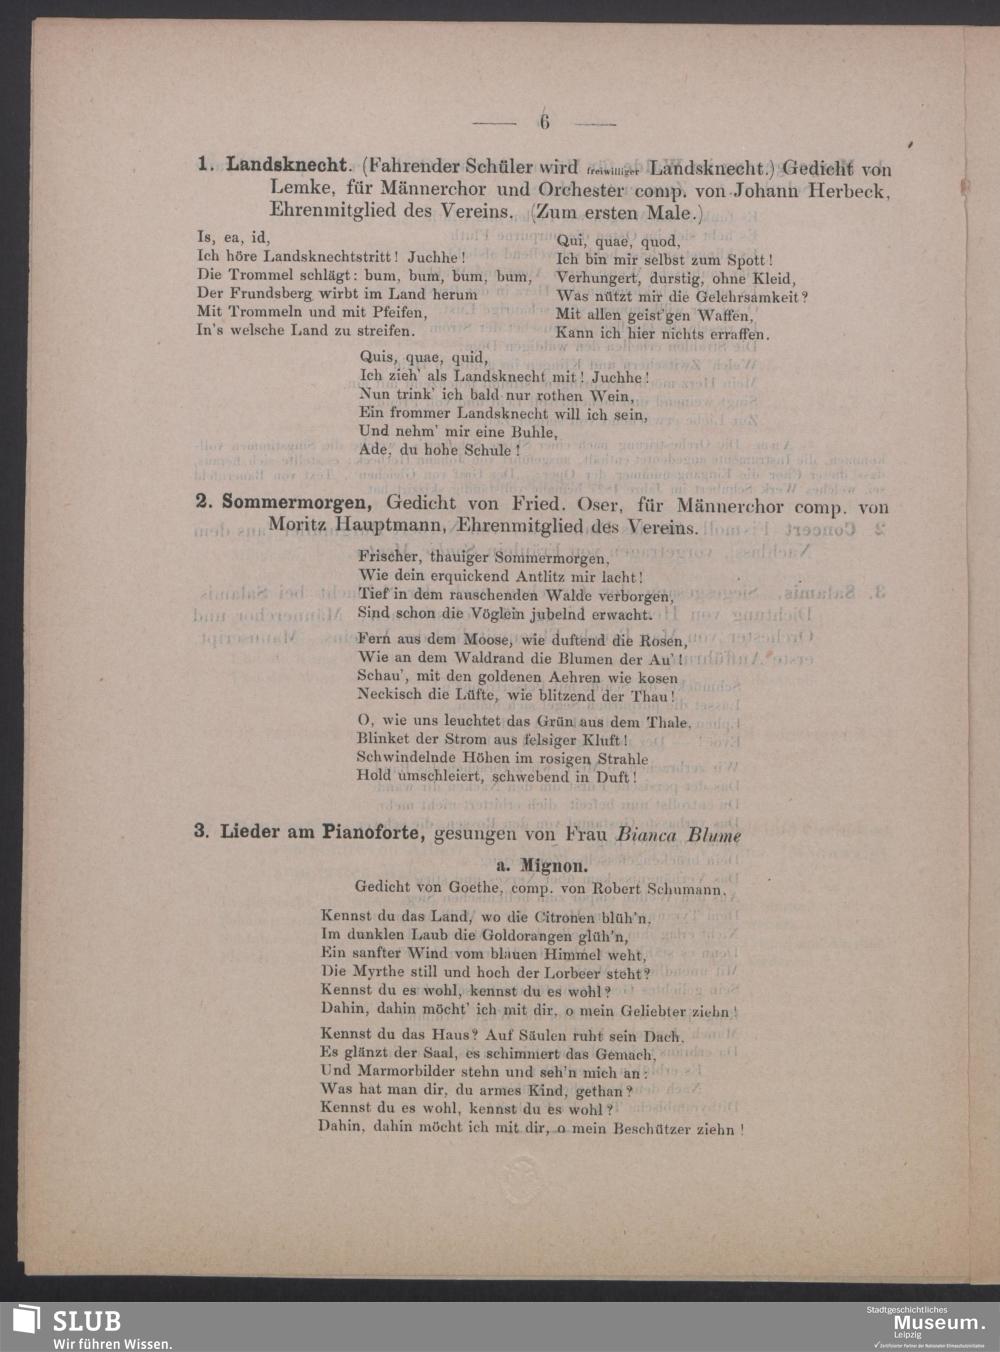 6
1. Landsknecht. (Fahrender Schüler wird freiwilliger Landsknecht.) Gedicht von
Lemke, für Männerchor und Orchester comp. von Johann Herbeck,
Ehrenmitglied des Vereins. (Zum ersten Male.)
Is, ea, id,
Ich höre Landsknechtstritt! Juchhe!
Die Trommel schlägt: bum, bum, bum, bum,
Der Frundsberg wirbt im Land herum
Mit Trommeln und mit Pfeifen,
In's welsche Land zu streifen.
Qui, quae, quod,
Ich bin mir selbst zum Spott!
Verhungert, durstig, ohne Kleid,
Was nützt mir die Gelehrsamkeit?
Mit allen geist'gen Waffen,
Kann ich hier nichts erraffen.
Quis, quae, quid,
Ich zieh' als Landsknecht mit! Juchhe!
Nun trink' ich bald nur rothen Wein,
Ein frommer Landsknecht will ich sein,
Und nehm' mir eine Buhle,
Ade, du hohe Schule!
2. Sommermorgen, Gedicht von Fried. Oser, für Männerchor comp. von
Moritz Hauptmann, Ehrenmitglied des Vereins.
Frischer, thauiger Sommermorgen,
Wie dein erquickend Antlitz mir lacht!
Tief in dem rauschenden Walde verborgen,
Sind schon die Vöglein jubelnd erwacht.
Fern aus dem Moose, wie duftend die Rosen,
Wie an dem Waldrand die Blumen der Au'!
Schau', mit den goldenen Aehren wie kosen
Neckisch die Lüfte, wie blitzend der Thau!
O, wie uns leuchtet das Grün aus dem Thale,
Blinket der Strom aus felsiger Kluft!
Schwindelnde Höhen im rosigen Strahle
Hold umschleiert, schwebend in Duft!
3. Lieder am Pianoforte, gesungen von Frau Bianca Blume
a. Mignon.
Gedicht von Goethe, comp. von Robert Schumann.
Kennst du das Land, wo die Citronen blüh'n,
Im dunklen Laub die Goldorangen glüh'n,
Ein sanfter Wind vom blauen Himmel weht,
Die Myrthe still und hoch der Lorbeer steht?
Kennst du es wohl, kennst du es wohl?
Dahin, dahin möcht' ich mit dir, o mein Geliebter ziehn!
Kennst du das Haus? Auf Säulen ruht sein Dach,
Es glänzt der Saal, es schimmert das Gemach,
Und Marmorbilder stehn und seh'n mich an:
Was hat man dir, du armes Kind, gethan?
Kennst du es wohl, kennst du es wohl?
Dahin, dahin möcht ich mit dir, o mein Beschützer ziehn!
SLUB
Wir führen Wissen.
Stadtgeschichtliches
Museum.
Leipzig
Zertifizierter Partner der Nationalen Klimaschutzinitiative